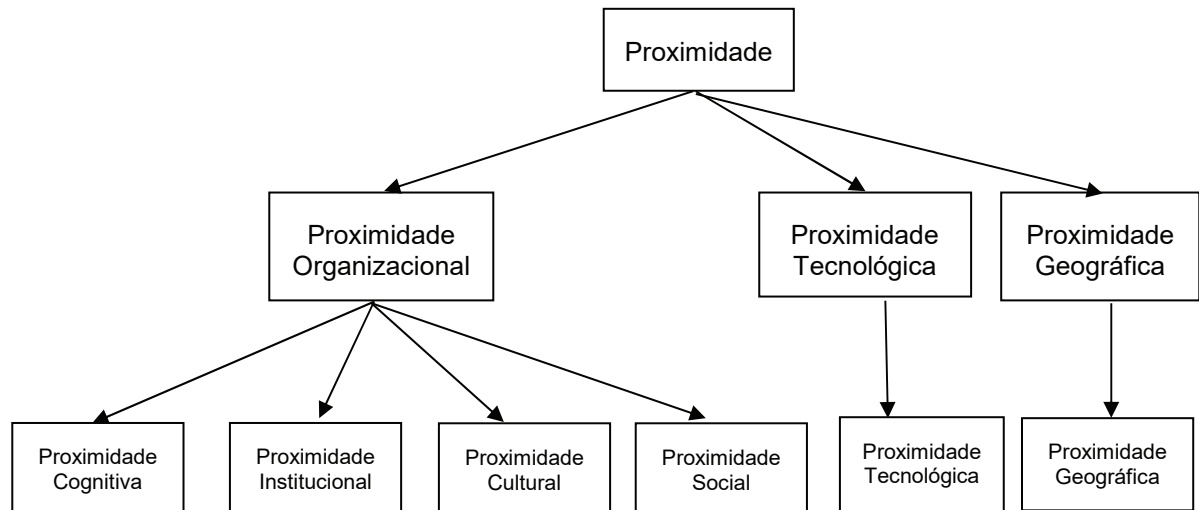 Proximidade
Proximidade
Organizacional
Proximidade
Tecnológica
Proximidade
Geográfica
Proximidade
Cognitiva
Proximidade
Institucional
Proximidade
Cultural
Proximidade
Social
Proximidade
Tecnológica
Proximidade
Geográfica